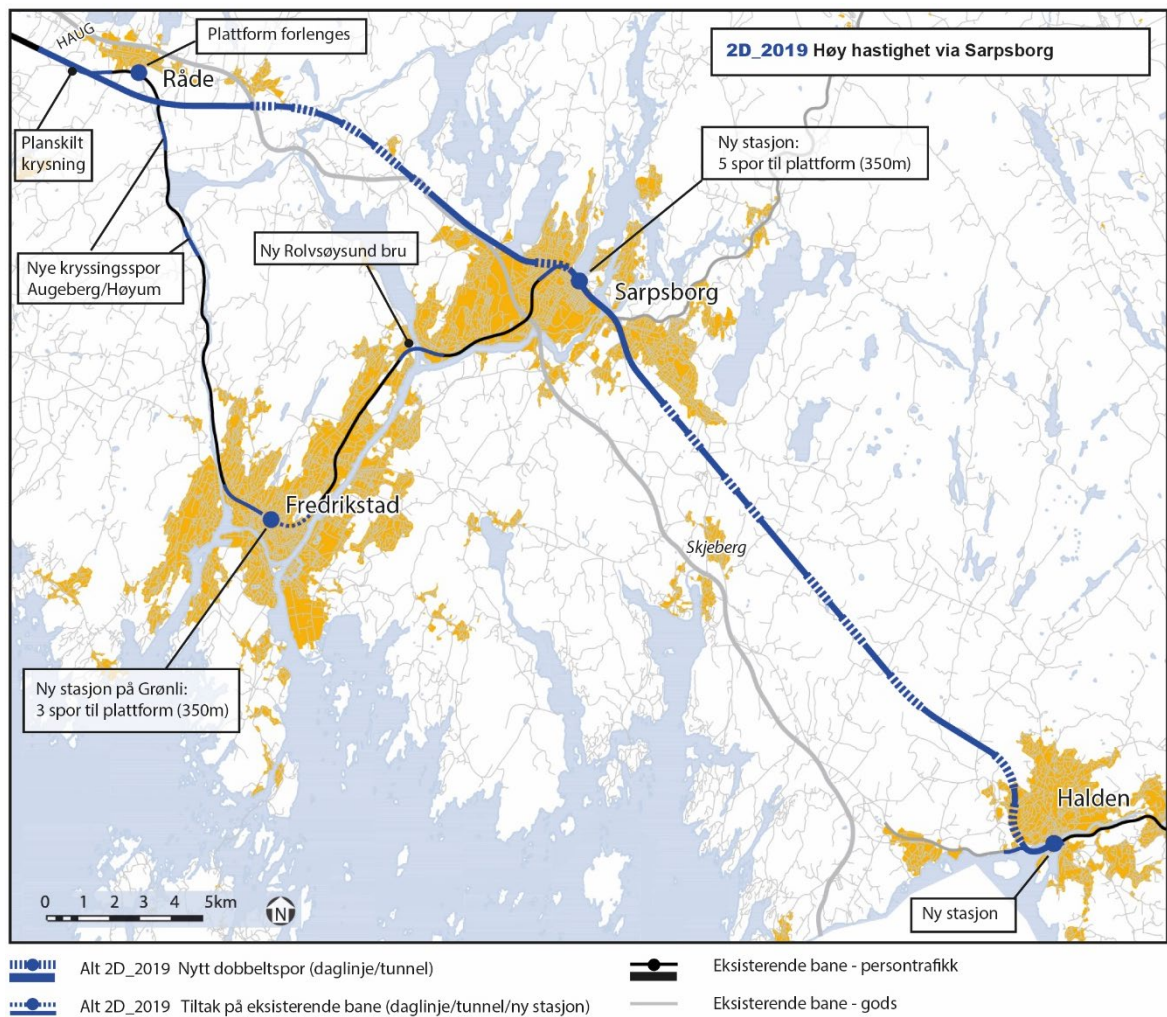 HAUG
Plattform forlenges
2D_2019 Høy hastighet via Sarpsborg
Råde
Planskilt
krysning
Ny stasjon:
5 spor til plattform (350m)
Nye kryssingsspor
Augeberg/Høyum
Ny Rolvsøysund bru
Sarpsborg
Fredrikstad
Skjeberg
Ny stasjon på Grønli:
3 spor til plattform (350m)
Halden
0 1 2 3 4 5km
N
Ny stasjon
Alt 2D_2019 Nytt dobbeltspor (daglinje/tunnel)
Eksisterende bane - persontrafikk
Alt 2D_2019 Tiltak på eksisterende bane (daglinje/tunnel/ny stasjon)
Eksisterende bane - gods